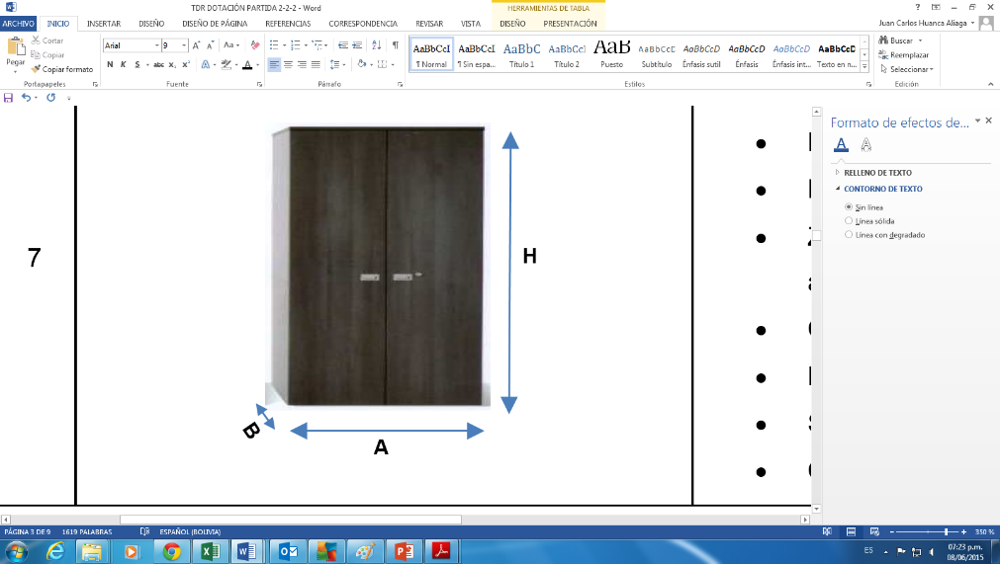 TDR DOTACIÓN PARTIDA 2-2-2 - Word
HERRAMIENTAS DE TABLA
ARCHIVO INICIO INSERTAR DISEÑO DISEÑO DE PÁGINA REFERENCIAS CORRESPONDENCIA REVISAR VISTA DISEÑO PRESENTACIÓN
Juan Carlos Huanca Aliaga
Pegar
Cortar
Copiar
Copiar formato
Portapapeles
Arial 9
N K S abc X₂ X²
Fuente
Párrafo
AaBbCcI AaBbCcI AaBbC AaBbCcI AaB AaBbCcD AaBbCcD AaBbCcD AaBbCcD AaBbCcD
¶ Normal ¶ Sin espa... Título 1 Título 2 Puesto Subtítulo Énfasis sutil Énfasis Énfasis int... Texto en n...
Estilos
Buscar
Reemplazar
Seleccionar
Edición
7
H
B
A
Formato de efectos de...
RELLENO DE TEXTO
CONTORNO DE TEXTO
Sin línea
Línea sólida
Línea con degradado
PÁGINA 3 DE 9 1619 PALABRAS ESPAÑOL (BOLIVIA) 350 %
ES
07:23 p.m.
08/06/2015